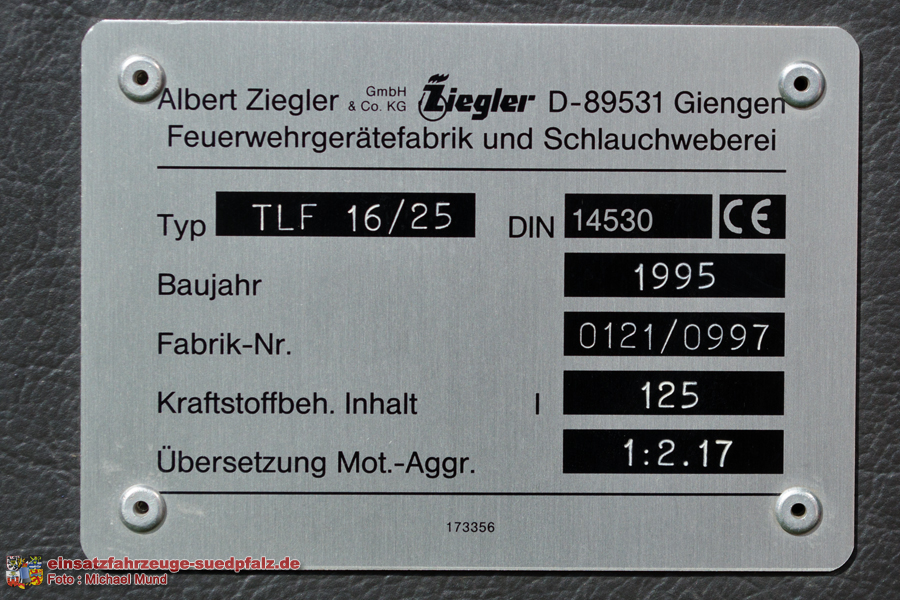 Albert Ziegler GmbH & Co. KG Ziegler D-89531 Giengen
Feuerwehrgerätefabrik und Schlauchweberei
Typ TLF 16/25 DIN 14530 CE
Baujahr 1995
Fabrik-Nr. 0121/0997
Kraftstoffbeh. Inhalt l 125
Übersetzung Mot.-Aggr. 1:2.17
173356
einsatzfahrzeuge-suedpfalz.de
Foto : Michael Mund